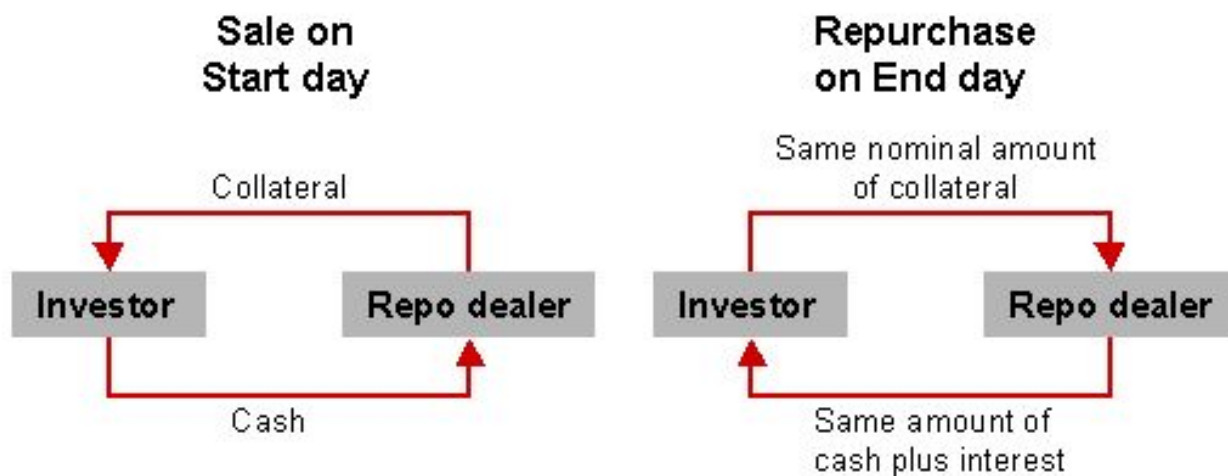 Sale on
Start day
Collateral
Investor
Repo dealer
Cash
Repurchase
on End day
Same nominal amount
of collateral
Investor
Repo dealer
Same amount of
cash plus interest